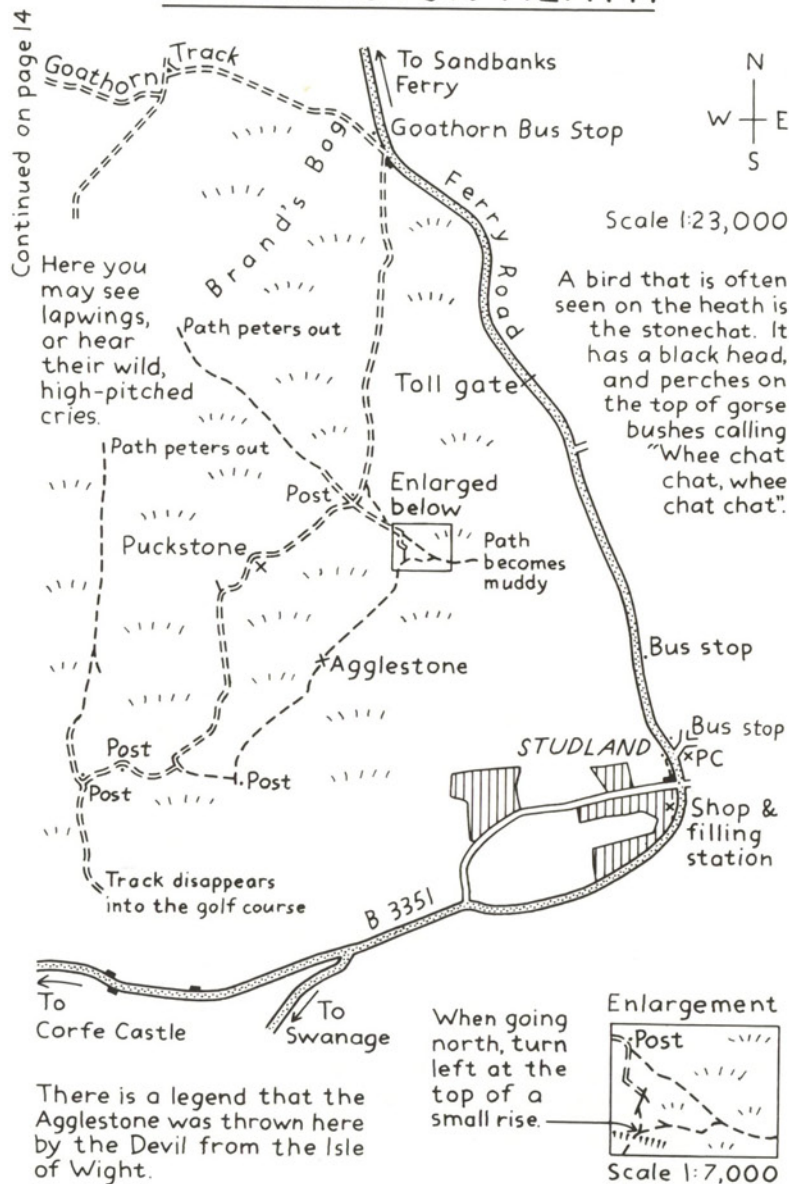 Continued on page 14
Goathorn Track
To Sandbanks
Ferry
Goathorn Bus Stop
N
W E
S
Ferry Road
Brand's Bog
Scale 1:23,000
Here you
may see
lapwings,
or hear
their wild,
high-pitched
cries.
A bird that is often
seen on the heath is
the stonechat. It
has a black head,
and perches on
the top of gorse
bushes calling
"Whee chat
chat, whee
chat chat".
Path peters out
Toll gate
Path peters out
Post
Enlarged
below
Puckstone
Path
becomes
muddy
Agglestone
Bus stop
Bus stop
PC
STUDLAND
Post
Post
Post
Shop &
filling
station
Track disappears
into the golf course
B 3351
To
Corfe Castle
To
Swanage
When going
north, turn
left at the
top of a
small rise.
Enlargement
Post
Scale 1:7,000
There is a legend that the
Agglestone was thrown here
by the Devil from the Isle
of Wight.